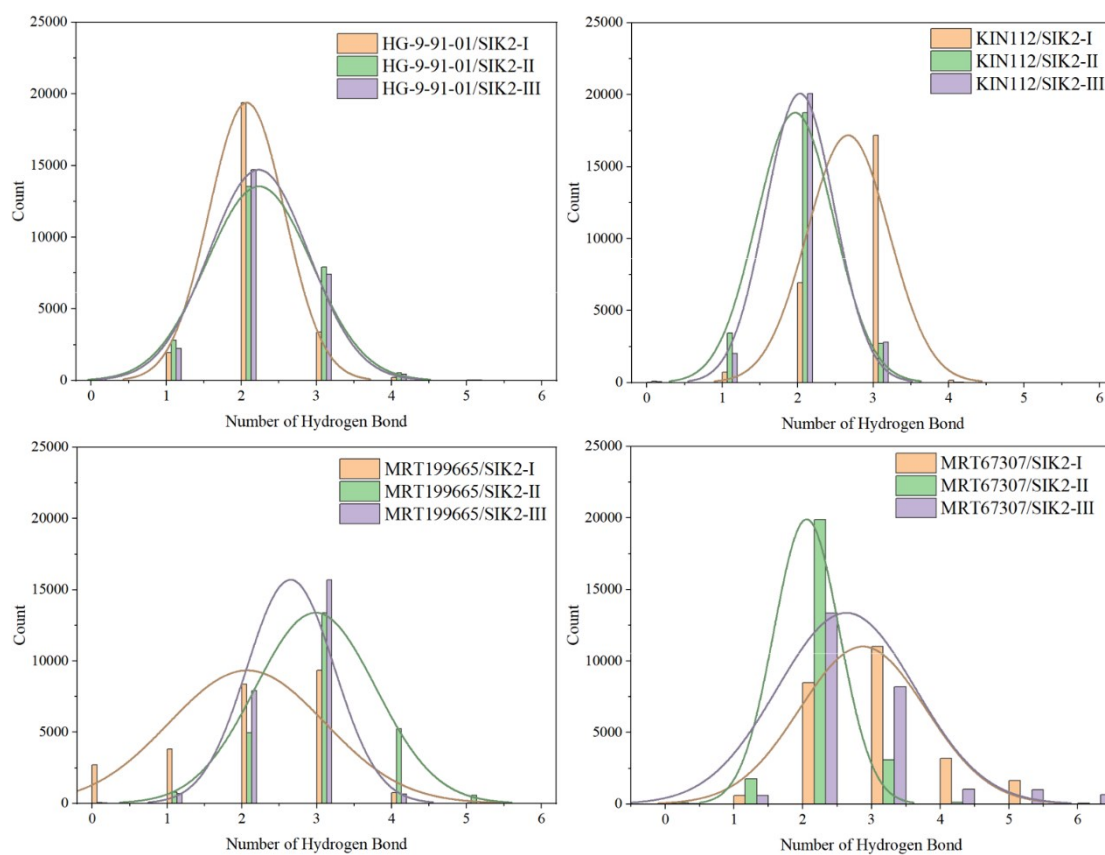 25000
20000
15000
10000
5000
0
Count
HG-9-91-01/SIK2-I
HG-9-91-01/SIK2-II
HG-9-91-01/SIK2-III
0 1 2 3 4 5 6
Number of Hydrogen Bond
25000
20000
15000
10000
5000
0
Count
KIN112/SIK2-I
KIN112/SIK2-II
KIN112/SIK2-III
0 1 2 3 4 5 6
Number of Hydrogen Bond
25000
20000
15000
10000
5000
0
Count
MRT199665/SIK2-I
MRT199665/SIK2-II
MRT199665/SIK2-III
0 1 2 3 4 5 6
Number of Hydrogen Bond
25000
20000
15000
10000
5000
0
Count
MRT67307/SIK2-I
MRT67307/SIK2-II
MRT67307/SIK2-III
0 1 2 3 4 5 6
Number of Hydrogen Bond